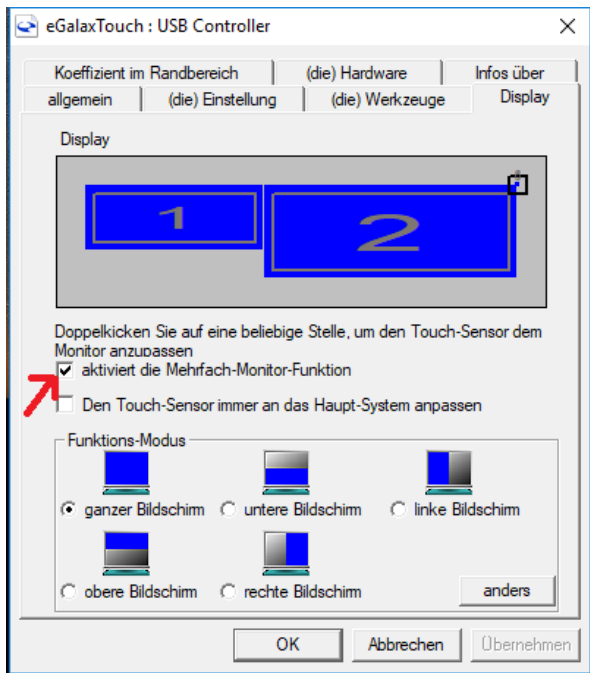 eGalaxTouch : USB Controller
Koeffizient im Randbereich
(die) Hardware
Infos über
allgemein
(die) Einstellung
(die) Werkzeuge
Display
Display
1
2
Doppelkicken Sie auf eine beliebige Stelle, um den Touch-Sensor dem
Monitor anzupassen
aktiviert die Mehrfach-Monitor-Funktion
Den Touch-Sensor immer an das Haupt-System anpassen
Funktions-Modus
ganzer Bildschirm
untere Bildschirm
linke Bildschirm
obere Bildschirm
rechte Bildschirm
anders
OK
Abbrechen
Übernehmen